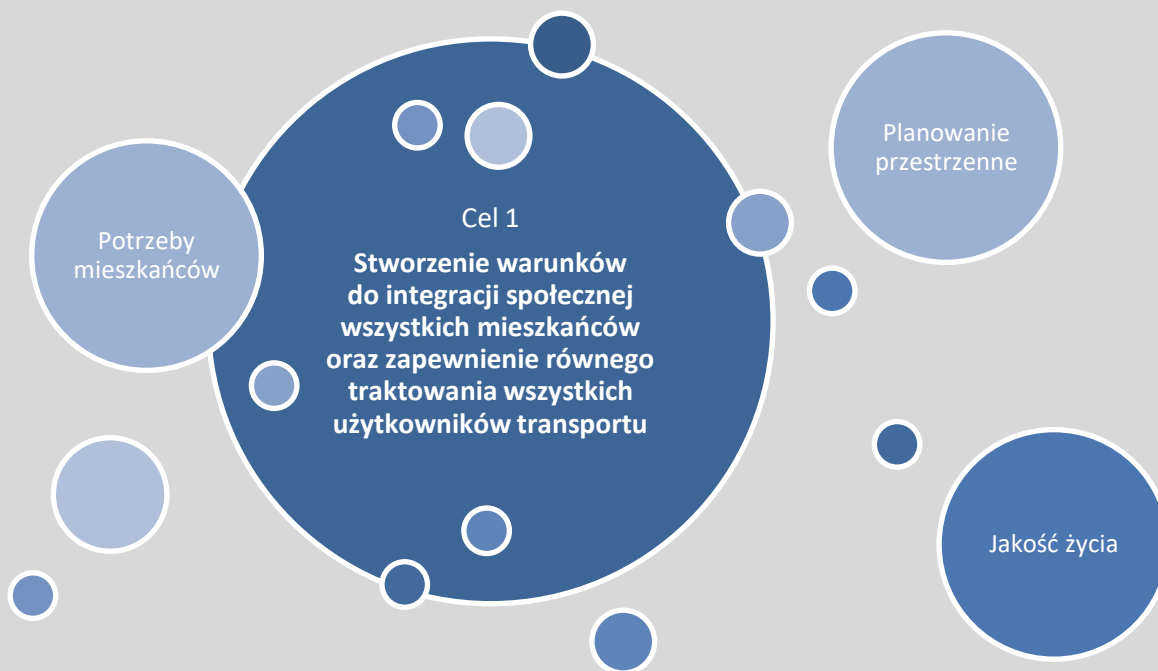 Cel 1
Stworzenie warunków
do integracji społecznej
wszystkich mieszkańców
oraz zapewnienie równego
traktowania wszystkich
użytkowników transportu
Potrzeby
mieszkańców
Planowanie
przestrzenne
Jakość życia